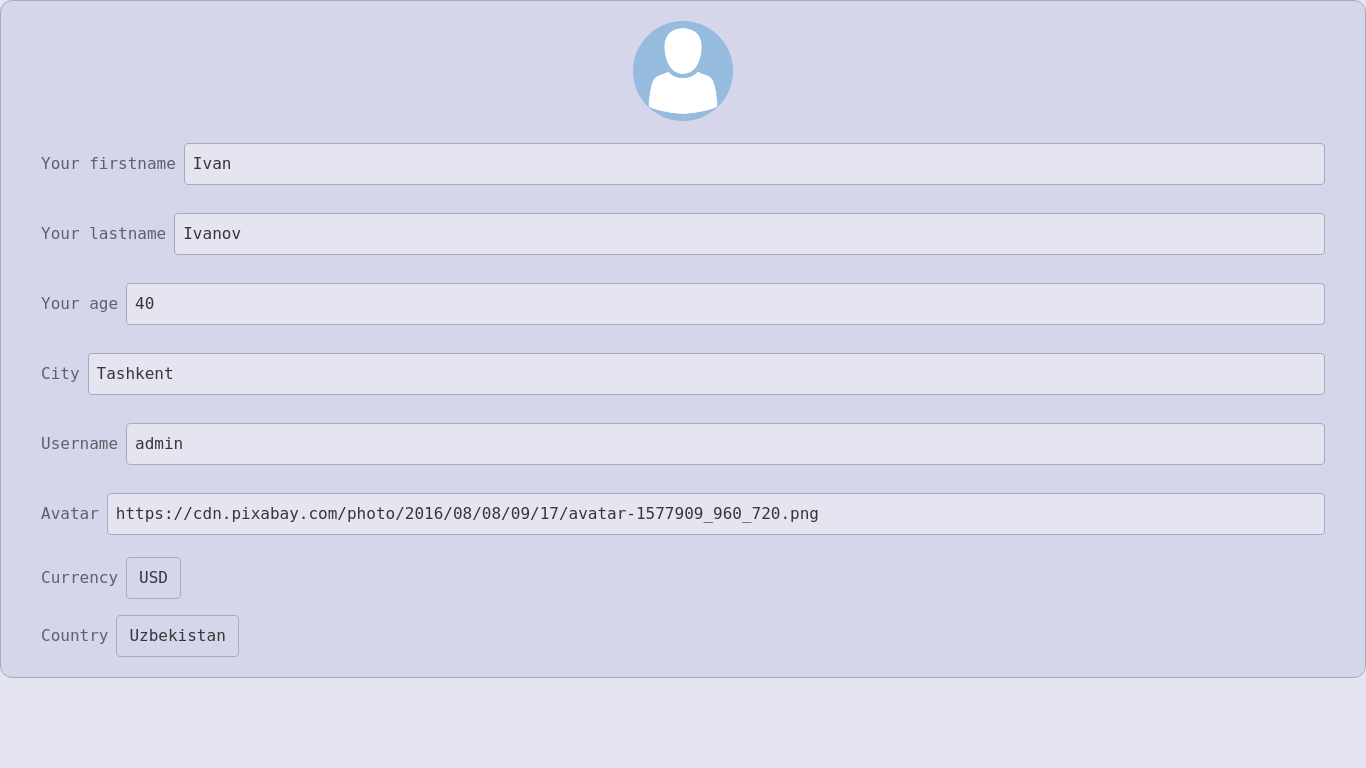 Your firstname Ivan
Your lastname Ivanov
Your age 40
City Tashkent
Username admin
Avatar https://cdn.pixabay.com/photo/2016/08/08/09/17/avatar-1577909_960_720.png
Currency USD
Country Uzbekistan